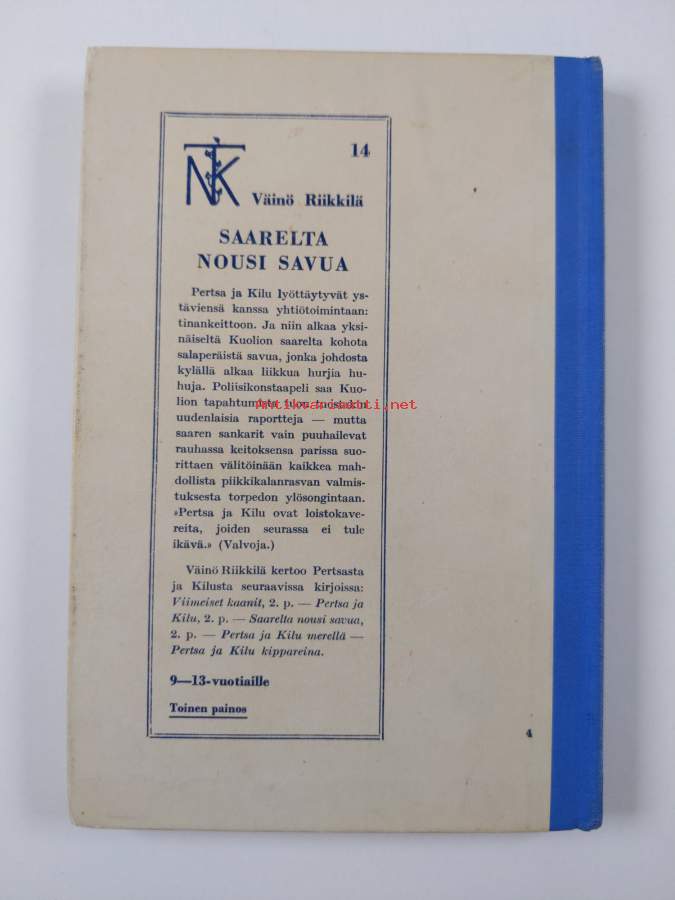 14
NTK
Väinö Riikkilä
SAARELTA
NOUSI SAVUA
Pertsa ja Kilu lyöttäytyvät ys-
täviensä kanssa yhtiötoimintaan:
tinankeittoon. Ja niin alkaa yksi-
näiseltä Kuolion saarelta kohota
salaperäistä savua, jonka johdosta
kylällä alkaa liikkua hurjia hu-
huja. Poliisikonstaapeli saa Kuo-
lion tapahtumista tuon tuostakin
Antikvariaatti.net
uudenlaisia raportteja — mutta
saaren sankarit vain puuhailevat
rauhassa keitoksensa parissa suo-
rittaen välitöinään kaikkea mah-
dollista piikkikalanrasvan valmis-
tuksesta torpedon ylösongintaan.
»Pertsa ja Kilu ovat loistokave-
reita, joiden seurassa ei tule
ikävä.» (Valvoja.)
Väinö Riikkilä kertoo Pertsasta
ja Kilusta seuraavissa kirjoissa:
Viimeiset kaanit, 2. p. — Pertsa ja
Kilu, 2. p. — Saarelta nousi savua,
2. p. — Pertsa ja Kilu merellä —
Pertsa ja Kilu kippareina.
9—13-vuotiaille
Toinen painos
4